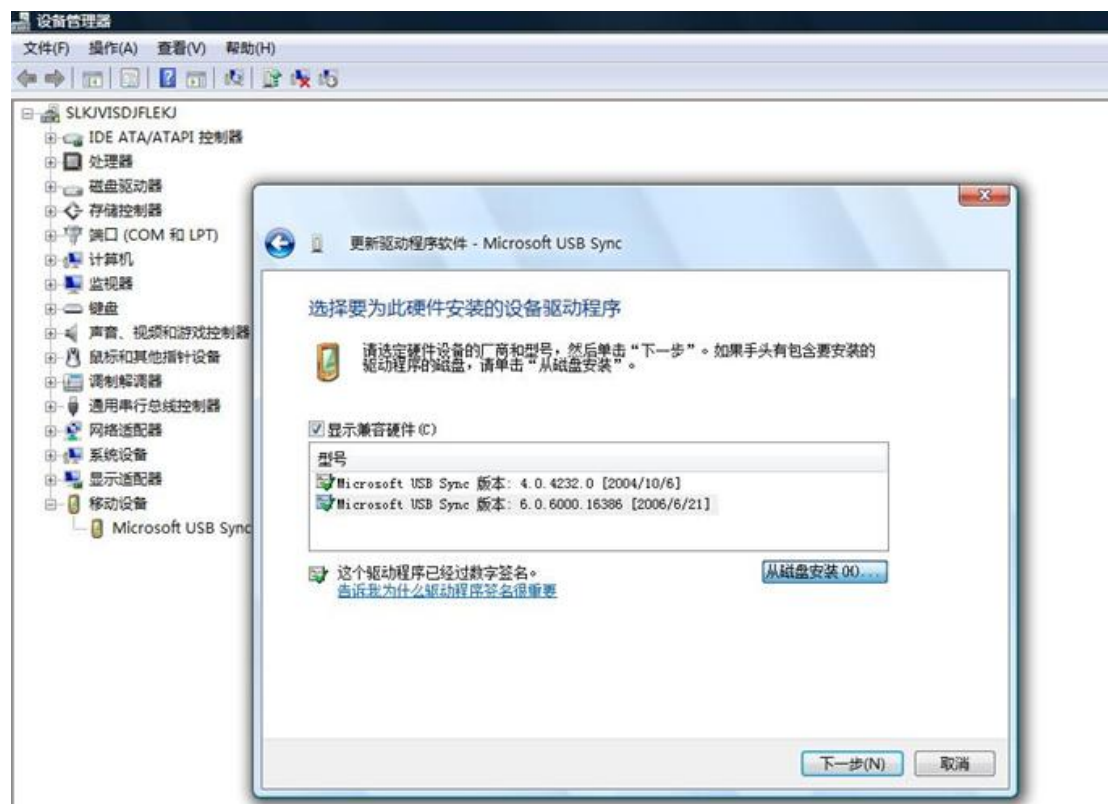 设备管理器
文件(F) 操作(A) 查看(V) 帮助(H)
SLKJVISDJFLEKJ
IDE ATA/ATAPI 控制器
处理器
磁盘驱动器
存储控制器
端口 (COM 和 LPT)
计算机
监视器
键盘
声音、视频和游戏控制器
鼠标和其他指针设备
调制解调器
通用串行总线控制器
网络适配器
系统设备
显示适配器
移动设备
Microsoft USB Sync
更新驱动程序软件 - Microsoft USB Sync
选择要为此硬件安装的设备驱动程序
请选定硬件设备的厂商和型号，然后单击“下一步”。如果手头有包含要安装的
驱动程序的磁盘，请单击“从磁盘安装”。
显示兼容硬件(C)
型号
Microsoft USB Sync 版本: 4.0.4232.0 [2004/10/6]
Microsoft USB Sync 版本: 6.0.6000.16386 [2006/6/21]
这个驱动程序已经过数字签名。
从磁盘安装(H)...
告诉我为什么驱动程序签名很重要
下一步(N)
取消